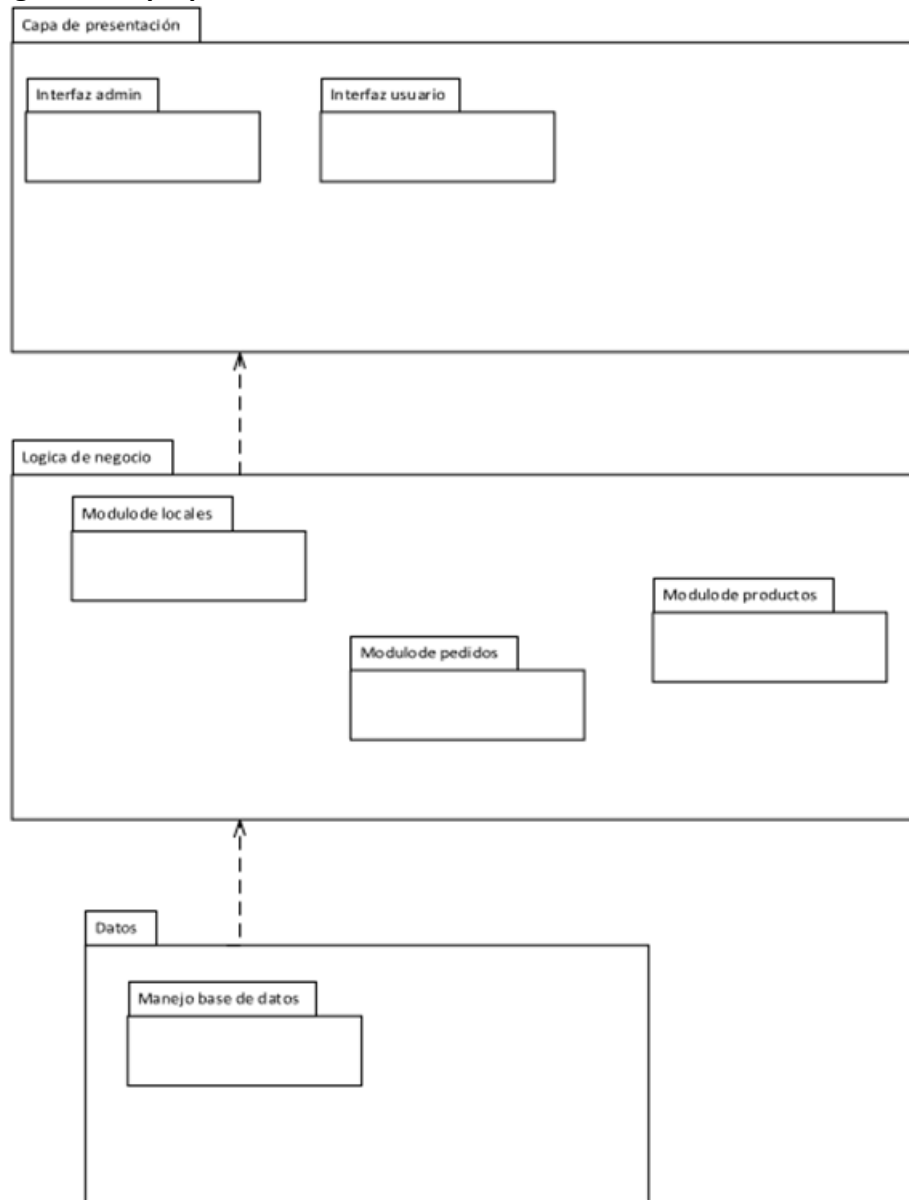 Capa de presentación
Interfaz admin
Interfaz usuario
Logica de negocio
Modulo de locales
Modulo de productos
Modulo de pedidos
Datos
Manejo base de datos